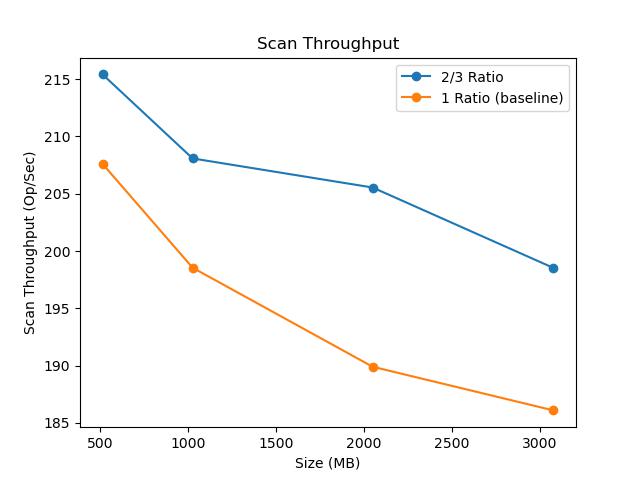 Scan Throughput
2/3 Ratio
1 Ratio (baseline)
Scan Throughput (Op/Sec)
215
210
205
200
195
190
185
500 1000 1500 2000 2500 3000
Size (MB)